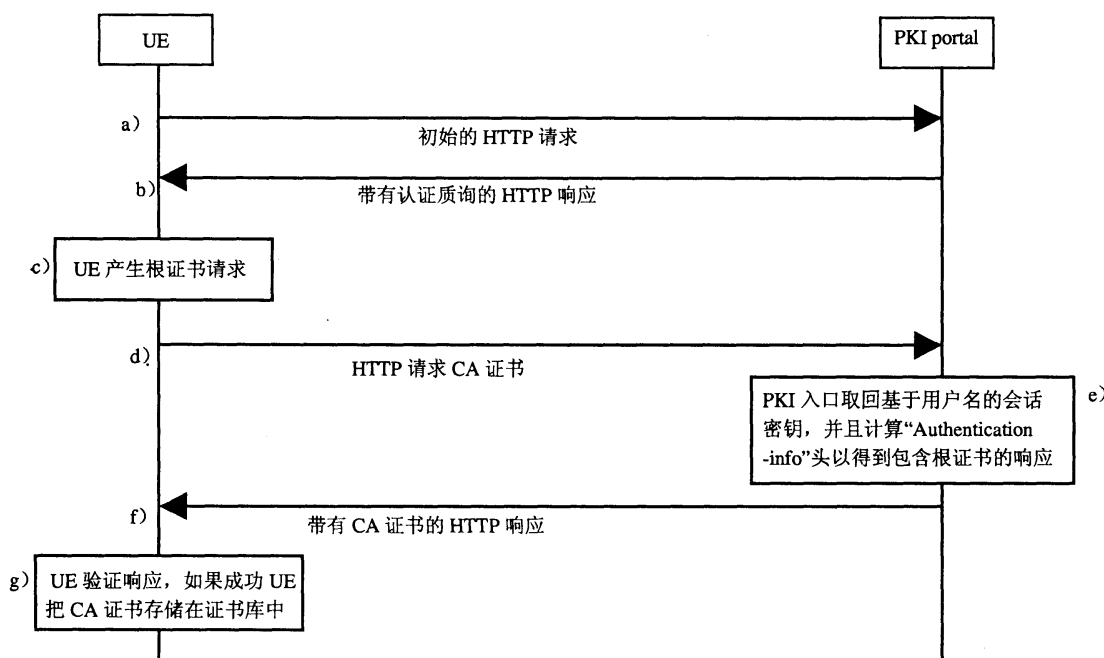 UE
PKI portal
a)
初始的 HTTP 请求
b)
带有认证质询的 HTTP 响应
c)
UE 产生根证书请求
d)
HTTP 请求 CA 证书
e)
PKI 入口取回基于用户名的会话
密钥，并且计算“Authentication
-info”头以得到包含根证书的响应
f)
带有 CA 证书的 HTTP 响应
g)
UE 验证响应，如果成功 UE
把 CA 证书存储在证书库中